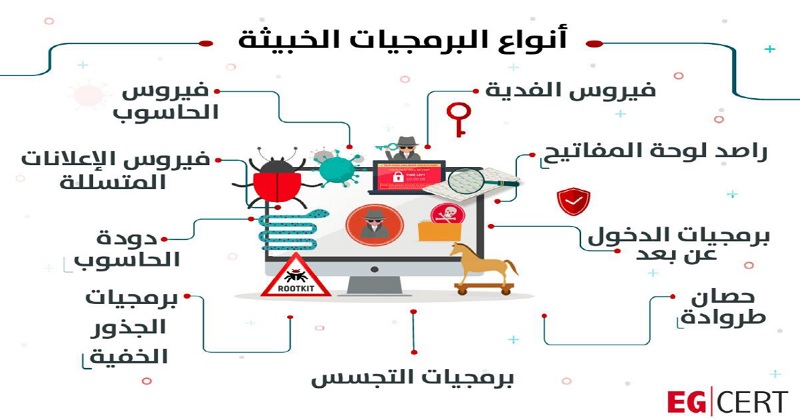 أنواع البرمجيات الخبيثة
فيروس الفدية
راصد لوحة المفاتيح
برمجيات الدخول
عن بعد
حصان
طروادة
فيروس
الحاسوب
فيروس الإعلانات
المتسللة
دودة
الحاسوب
برمجيات
الجذور
الخفية
برمجيات التجسس
ROOTKIT
EG CERT